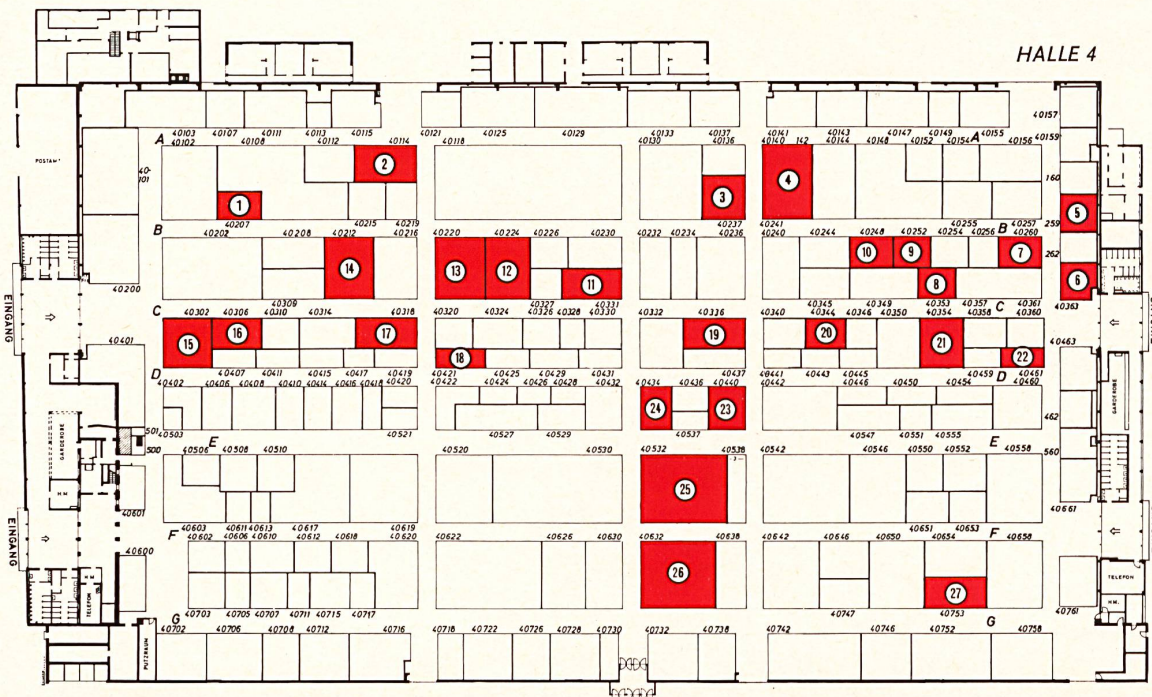 HALLE 4
40103 40107 40111 40113 40115 40121 40125 40129 40133 40137 40141 40143 40147 40149 40155 40157
A 40102 40108 40112 40114 40118 40130 40136 40140 142 40144 40148 40152 40154 A 40156 40159
POSTAMT
40-
101
2 4 160
1 3 5
40207 40215 40219 40237 40241 40255 40257 259
B 40202 40208 40212 40216 40220 40224 40226 40230 40232 40234 40236 40240 40244 40248 40252 40254 40256 B 40260
10 9 7 262
14 13 12 11 8 6
40200
EINGANG
40309 40327 40331 40345 40349 40353 40357 40361 40363
C 40302 40306 40310 40314 40318 40320 40324 40326 40328 40330 40332 40336 40340 40344 40346 40350 40354 40358 C 40360
40401 40463
15 16 17 18 19 20 21 22
40407 40411 40415 40417 40419 40421 40425 40429 40431 40437 40441 40443 40445 40459 40461
D 40402 40406 40408 40410 40414 40416 40418 40420 40422 40424 40426 40428 40432 40434 40436 40440 40442 40446 40450 40454 D 40460
GARDEROBE
GARDEROBE
24 23
462
501
40503 40521 40527 40529 40537 40547 40551 40555
500 E 40506 40508 40510 40520 40530 40532 40538 40542 40546 40550 40552 E 40558 560
H.M.
25
40601
40661
EINGANG
40603 40611 40613 40617 40619 40651 40653
F 40602 40606 40610 40612 40618 40620 40622 40626 40630 40632 40638 40642 40646 40650 40654 F 40658
40600
H.M.
TELEFON
TELEFON
H.M.
26 27
40703 40705 40707 40711 40715 40717 40747 40753 40761
G 40702 40706 40708 40712 40716 40718 40722 40726 40728 40730 40732 40738 40742 40746 40752 G 40758
PUTZRAUM